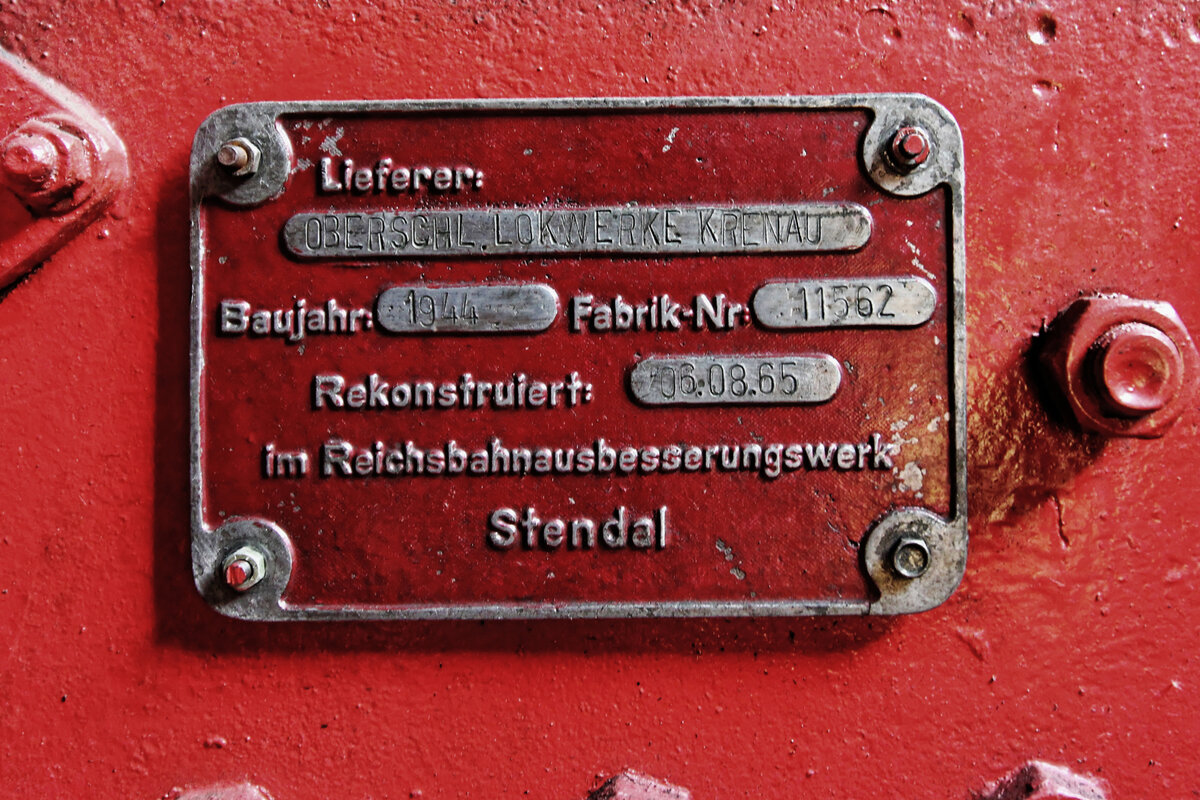 Lieferer:
OBERSCHL. LOKWERKE KRENAU
Baujahr: 1944 Fabrik-Nr: 11562
Rekonstruiert: 06.08.65
im Reichsbahnausbesserungswerk
Stendal